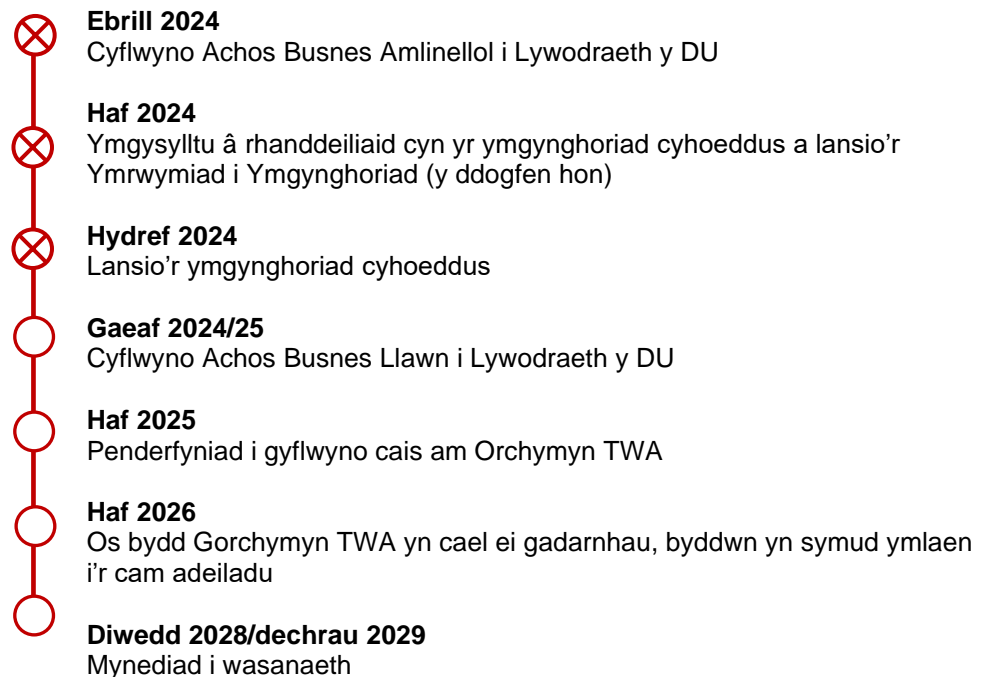 Ebrill 2024
Cyflwyno Achos Busnes Amlinellol i Lywodraeth y DU
Haf 2024
Ymgysylltu â rhanddeiliaid cyn yr ymgynghoriad cyhoeddus a lansio’r
Ymrwymiad i Ymgynghoriad (y ddogfen hon)
Hydref 2024
Lansio’r ymgynghoriad cyhoeddus
Gaeaf 2024/25
Cyflwyno Achos Busnes Llawn i Lywodraeth y DU
Haf 2025
Penderfyniad i gyflwyno cais am Orchymyn TWA
Haf 2026
Os bydd Gorchymyn TWA yn cael ei gadarnhau, byddwn yn symud ymlaen
i’r cam adeiladu
Diwedd 2028/dechrau 2029
Mynediad i wasanaeth